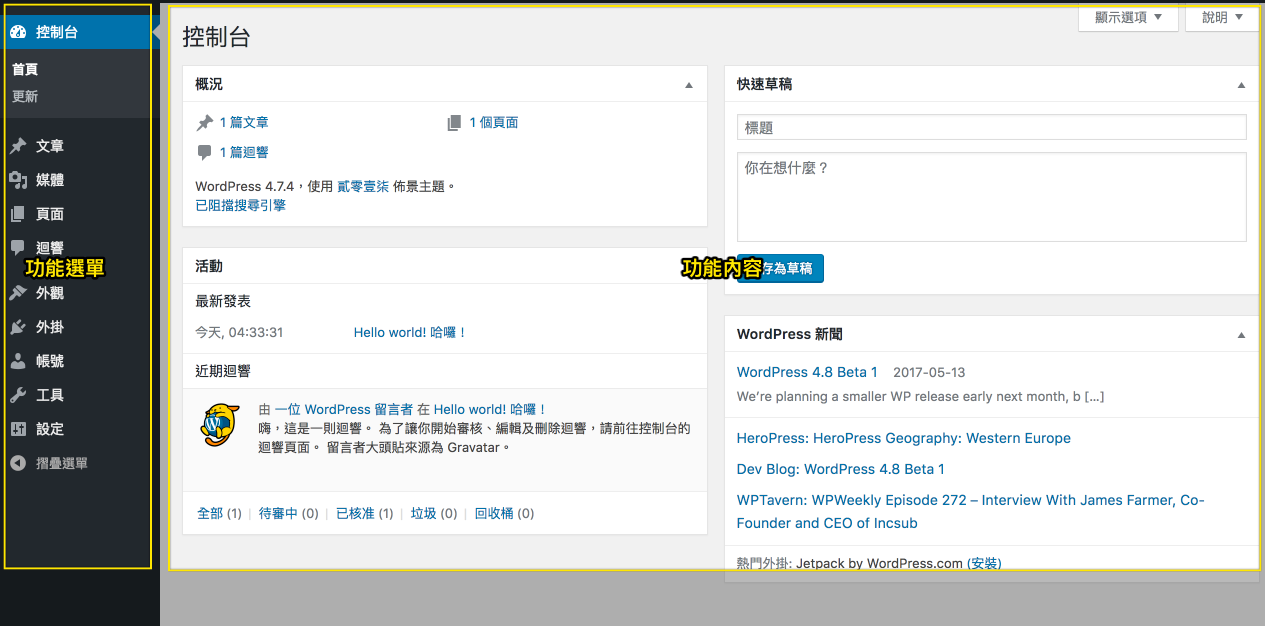 控制台
首頁
更新
文章
媒體
頁面
迴響
功能選單
外觀
外掛
帳號
工具
設定
摺疊選單
顯示選項 ▼
說明 ▼
控制台
概況
1 篇文章
1 個頁面
1 篇迴響
WordPress 4.7.4，使用 貳零壹柒 佈景主題。
已阻擋搜尋引擎
活動
最新發表
今天, 04:33:31 Hello world! 哈囉！
近期迴響
由 一位 WordPress 留言者 在 Hello world! 哈囉！
嗨，這是一則迴響。 為了讓你開始審核、編輯及刪除迴響，請前往控制台的
迴響頁面。 留言者大頭貼來源為 Gravatar。
全部 (1) | 待審中 (0) | 已核准 (1) | 垃圾 (0) | 回收桶 (0)
功能內容
快速草稿
標題
你在想什麼？
存為草稿
WordPress 新聞
WordPress 4.8 Beta 1 2017-05-13
We’re planning a smaller WP release early next month, b […]
HeroPress: HeroPress Geography: Western Europe
Dev Blog: WordPress 4.8 Beta 1
WPTavern: WPWeekly Episode 272 – Interview With James Farmer, Co-
Founder and CEO of Incsub
熱門外掛: Jetpack by WordPress.com (安裝)